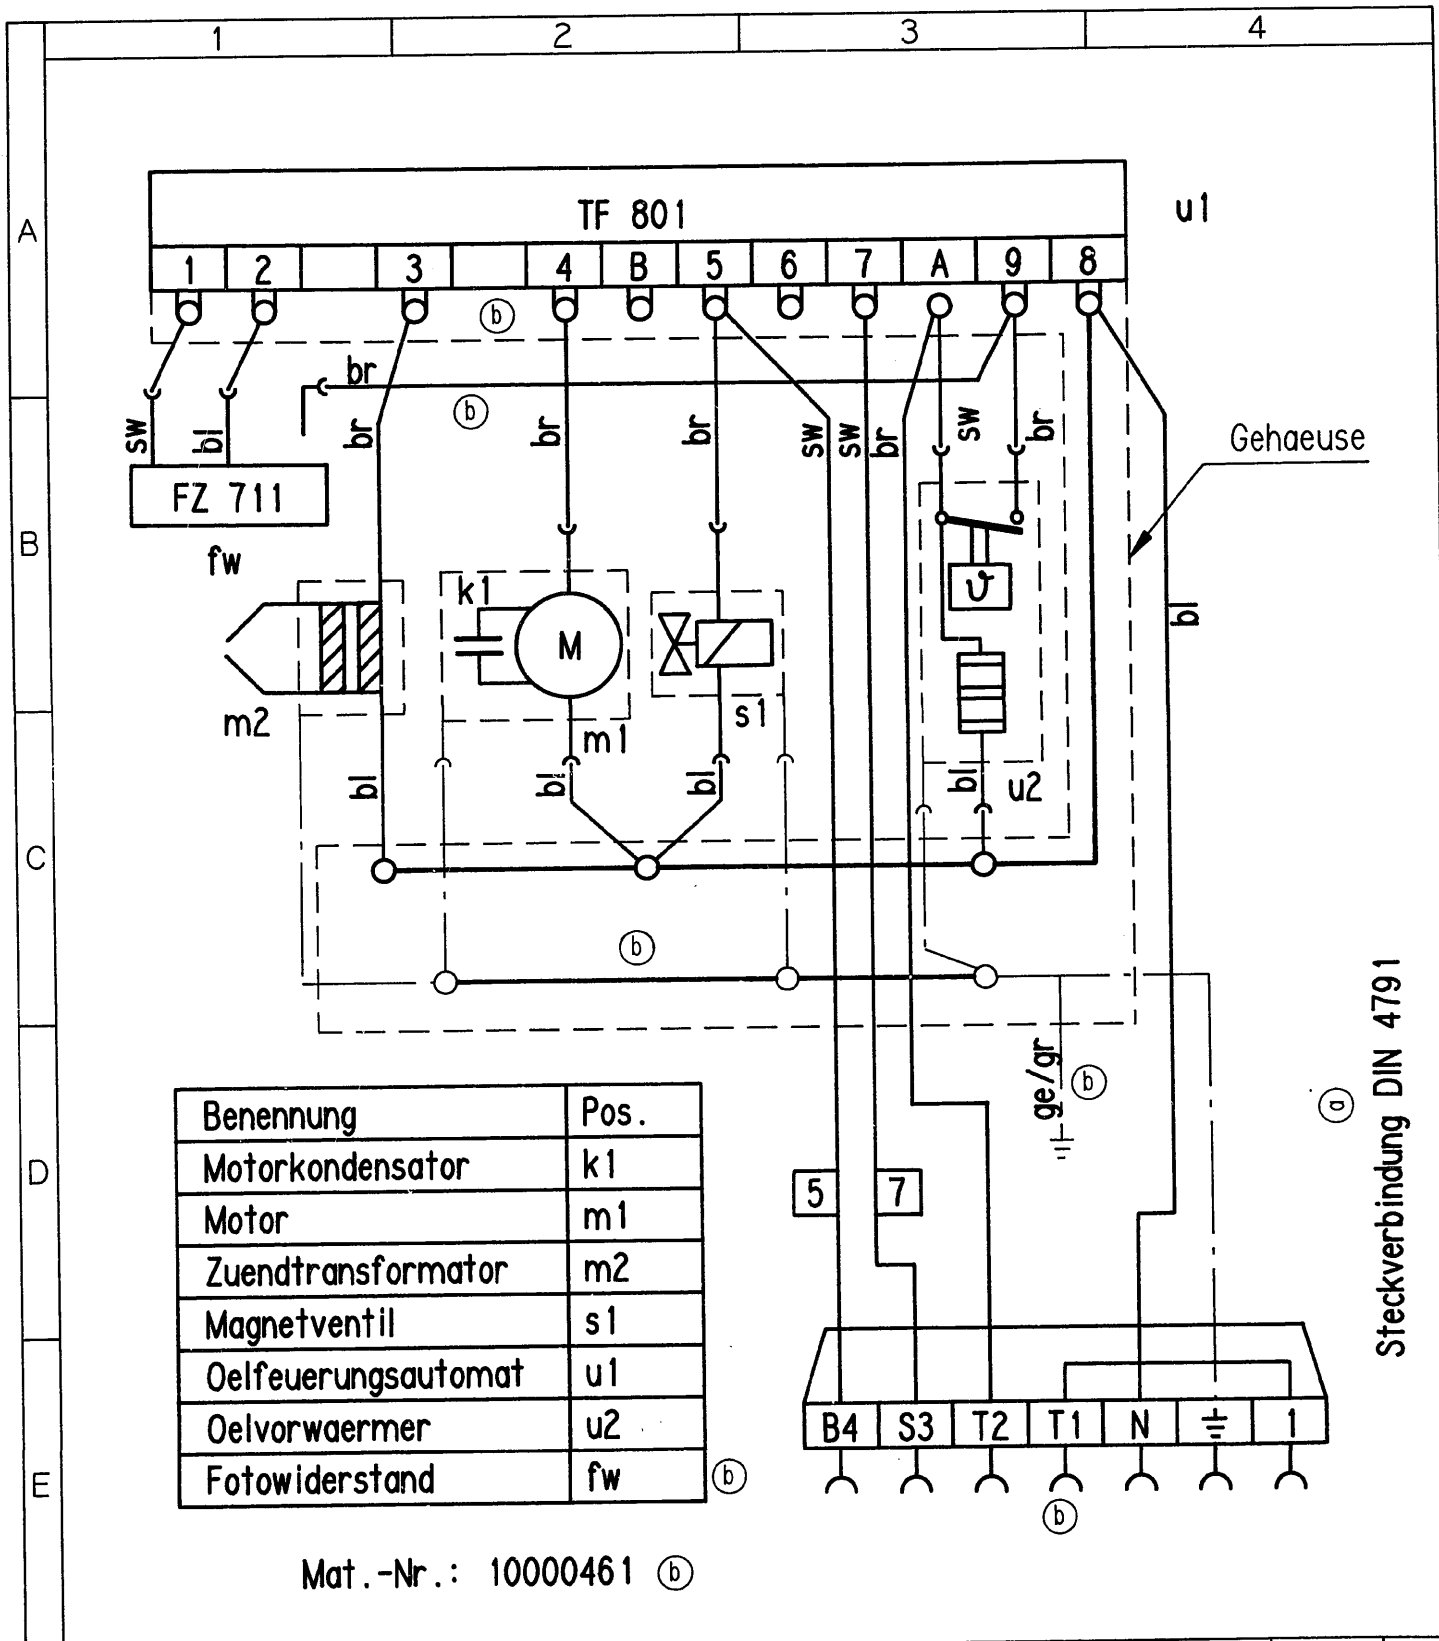 1 2 3 4
A
B
C
D
E
TF 801
u1
1 2 3 4 B 5 6 7 A 9 8
b
br
b
sw
bl
br
br
br
sw
sw
br
sw
br
Gehaeuse
FZ 711
fw
k1
M
ϑ
bl
m2
m1
s1
bl
bl
bl
bl
u2
b
ge/gr
b
a
Steckverbindung DIN 4791
Benennung Pos.
Motorkondensator k1
Motor m1
Zuendtransformator m2
Magnetventil s1
Oelfeuerungsautomat u1
Oelvorwaermer u2
Fotowiderstand fw
b
5 7
B4 S3 T2 T1 N 1
b
Mat.-Nr.: 10000461 b